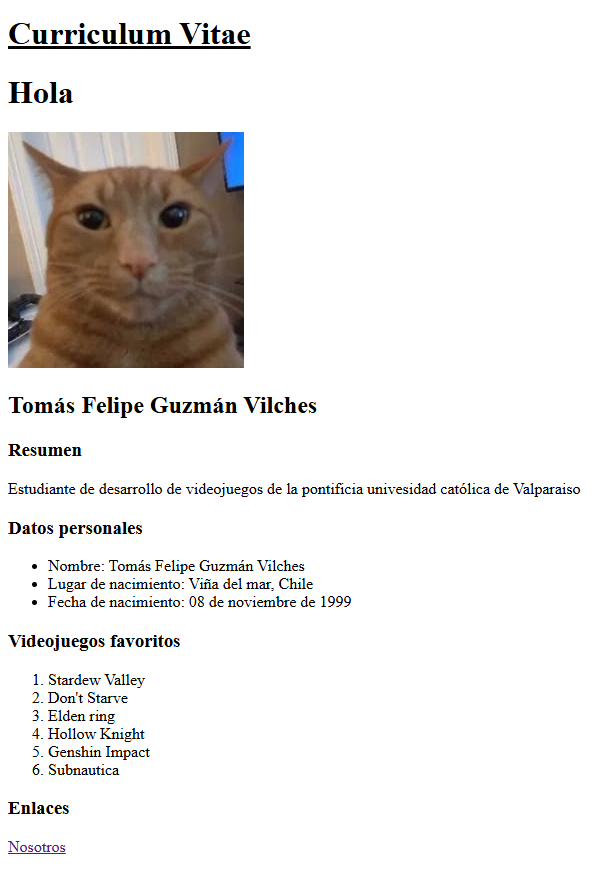 Curriculum Vitae
Hola
Tomás Felipe Guzmán Vilches
Resumen
Estudiante de desarrollo de videojuegos de la pontificia univesidad católica de Valparaiso
Datos personales
• Nombre: Tomás Felipe Guzmán Vilches
• Lugar de nacimiento: Viña del mar, Chile
• Fecha de nacimiento: 08 de noviembre de 1999
Videojuegos favoritos
1. Stardew Valley
2. Don't Starve
3. Elden ring
4. Hollow Knight
5. Genshin Impact
6. Subnautica
Enlaces
Nosotros